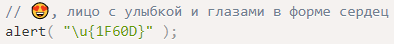 // 😍, лицо с улыбкой и глазами в форме сердец
alert( "\u{1F60D}" );